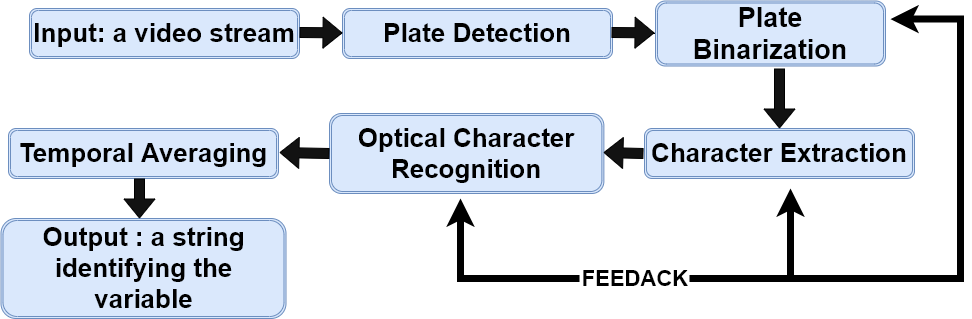 Input: a video stream
Plate Detection
Plate
Binarization
Character Extraction
Optical Character
Recognition
Temporal Averaging
Output : a string
identifying the
variable
FEEDACK